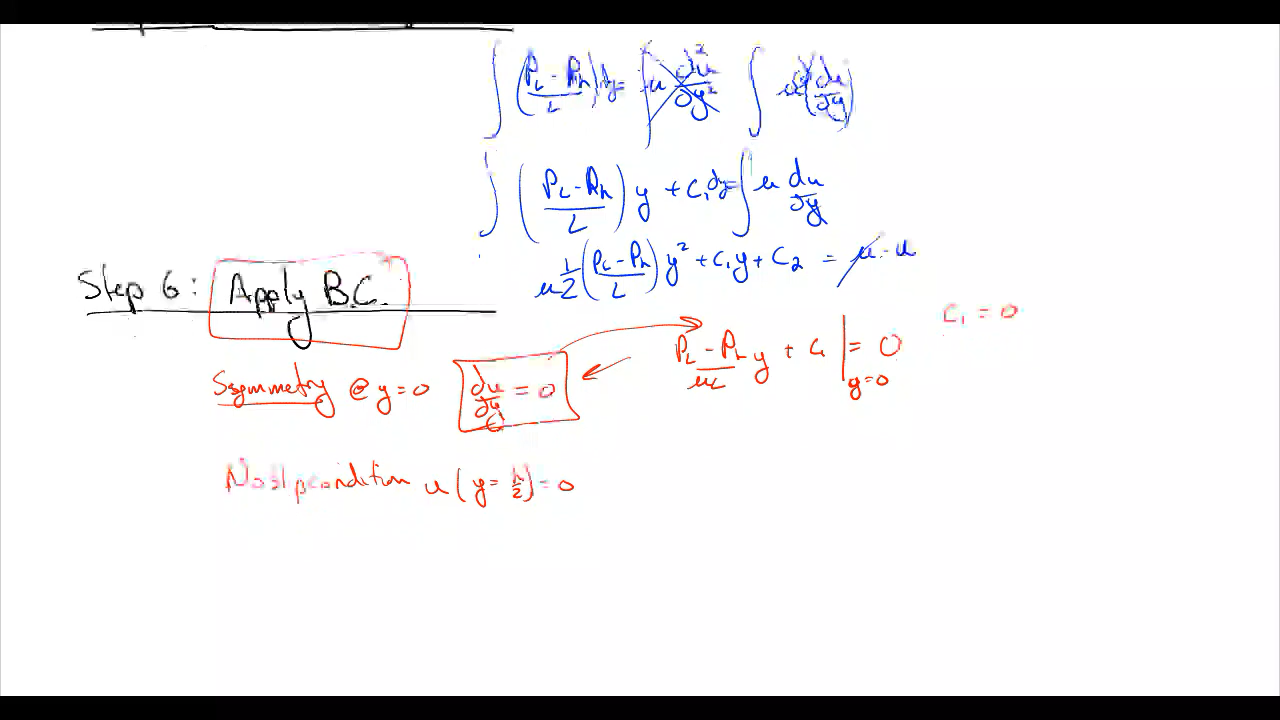 ∫ (P_L - P_h / L) dy = ∫ μ d²u/dy² ∫ μ d(du/dy)
∫ (P_L - P_h / L) y + C₁ dy = ∫ μ du/dy
1/μ2 (P_L - P_h / L) y² + C₁y + C₂ = μ · u
Step 6: Apply B.C.
C₁ = 0
P_L - P_h / μL y + C₁ | y=0 = 0
Symmetry @ y=0 du/dy = 0
No slip condition u (y = h/2) = 0